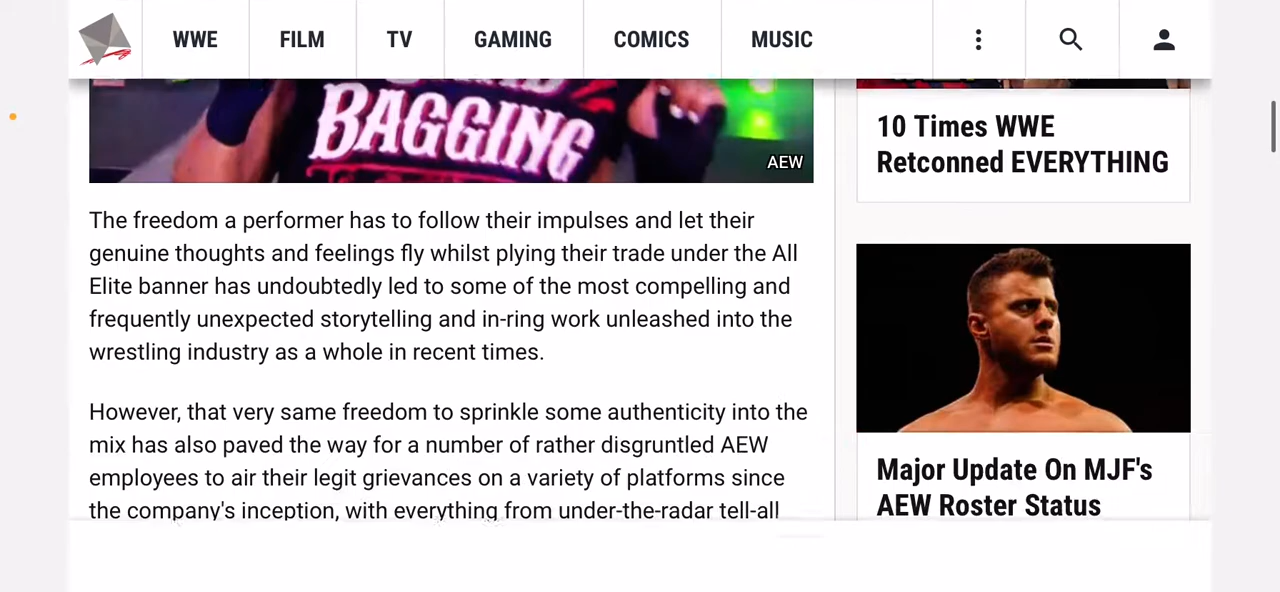 WWE FILM TV GAMING COMICS MUSIC
BAGGING
AEW
The freedom a performer has to follow their impulses and let their
genuine thoughts and feelings fly whilst plying their trade under the All
Elite banner has undoubtedly led to some of the most compelling and
frequently unexpected storytelling and in-ring work unleashed into the
wrestling industry as a whole in recent times.
However, that very same freedom to sprinkle some authenticity into the
mix has also paved the way for a number of rather disgruntled AEW
employees to air their legit grievances on a variety of platforms since
the company's inception, with everything from under-the-radar tell-all
10 Times WWE
Retconned EVERYTHING
Major Update On MJF's
AEW Roster Status